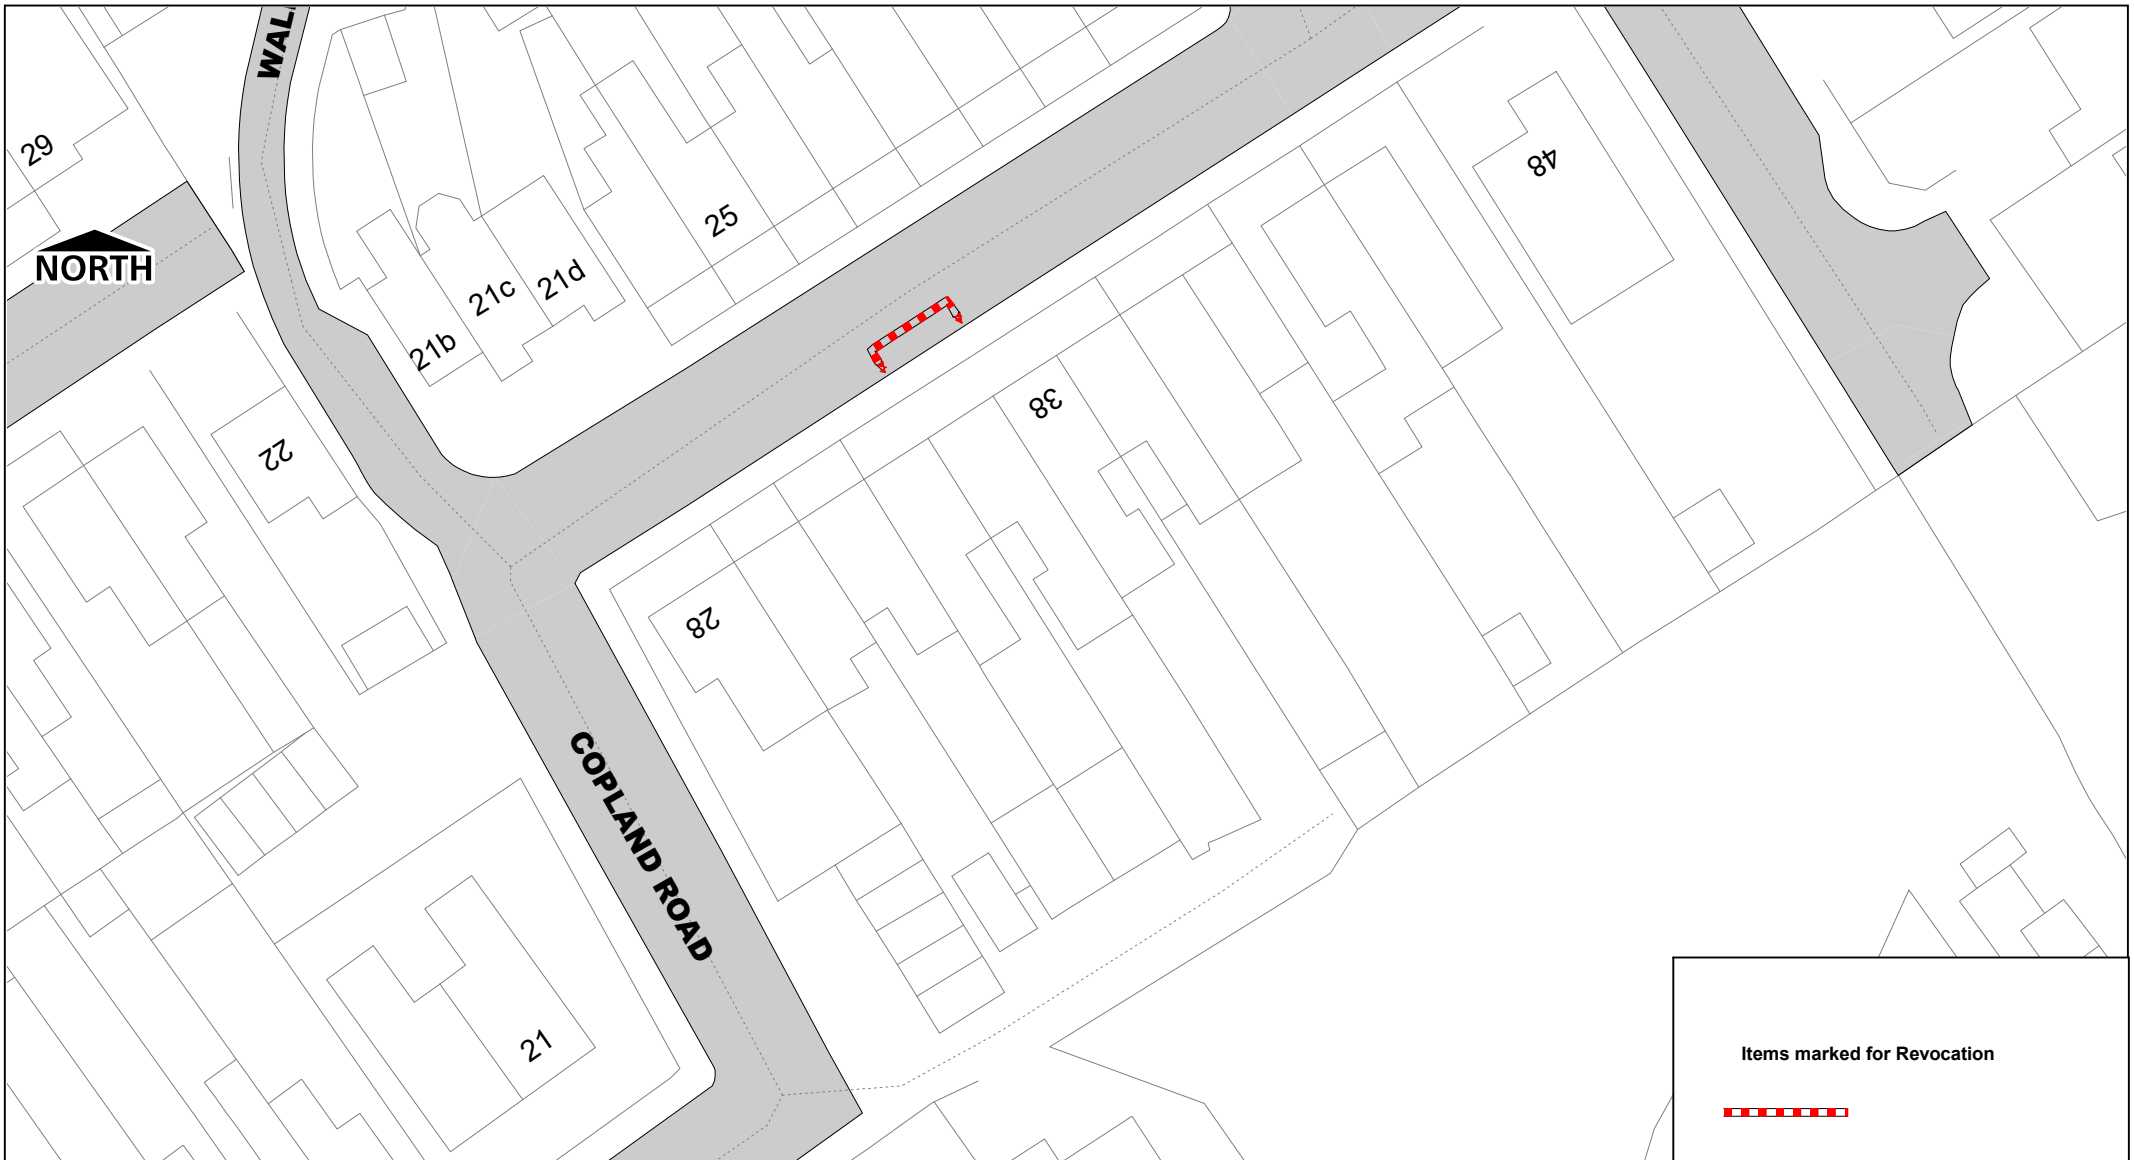 WAL
29
25
48
NORTH
21c
21d
21b
38
22
28
COPLAND ROAD
21
Items marked for Revocation